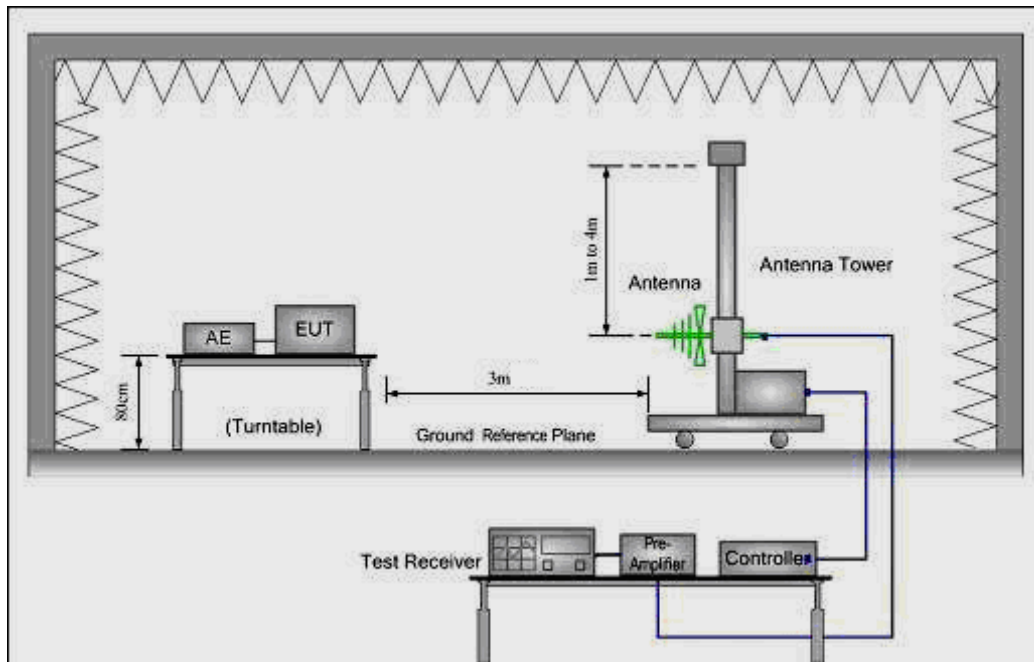 1m to 4m
Antenna
Antenna Tower
AE
EUT
3m
80cm
(Turntable)
Ground Reference Plane
Test Receiver
Pre-
Amplifier
Controller